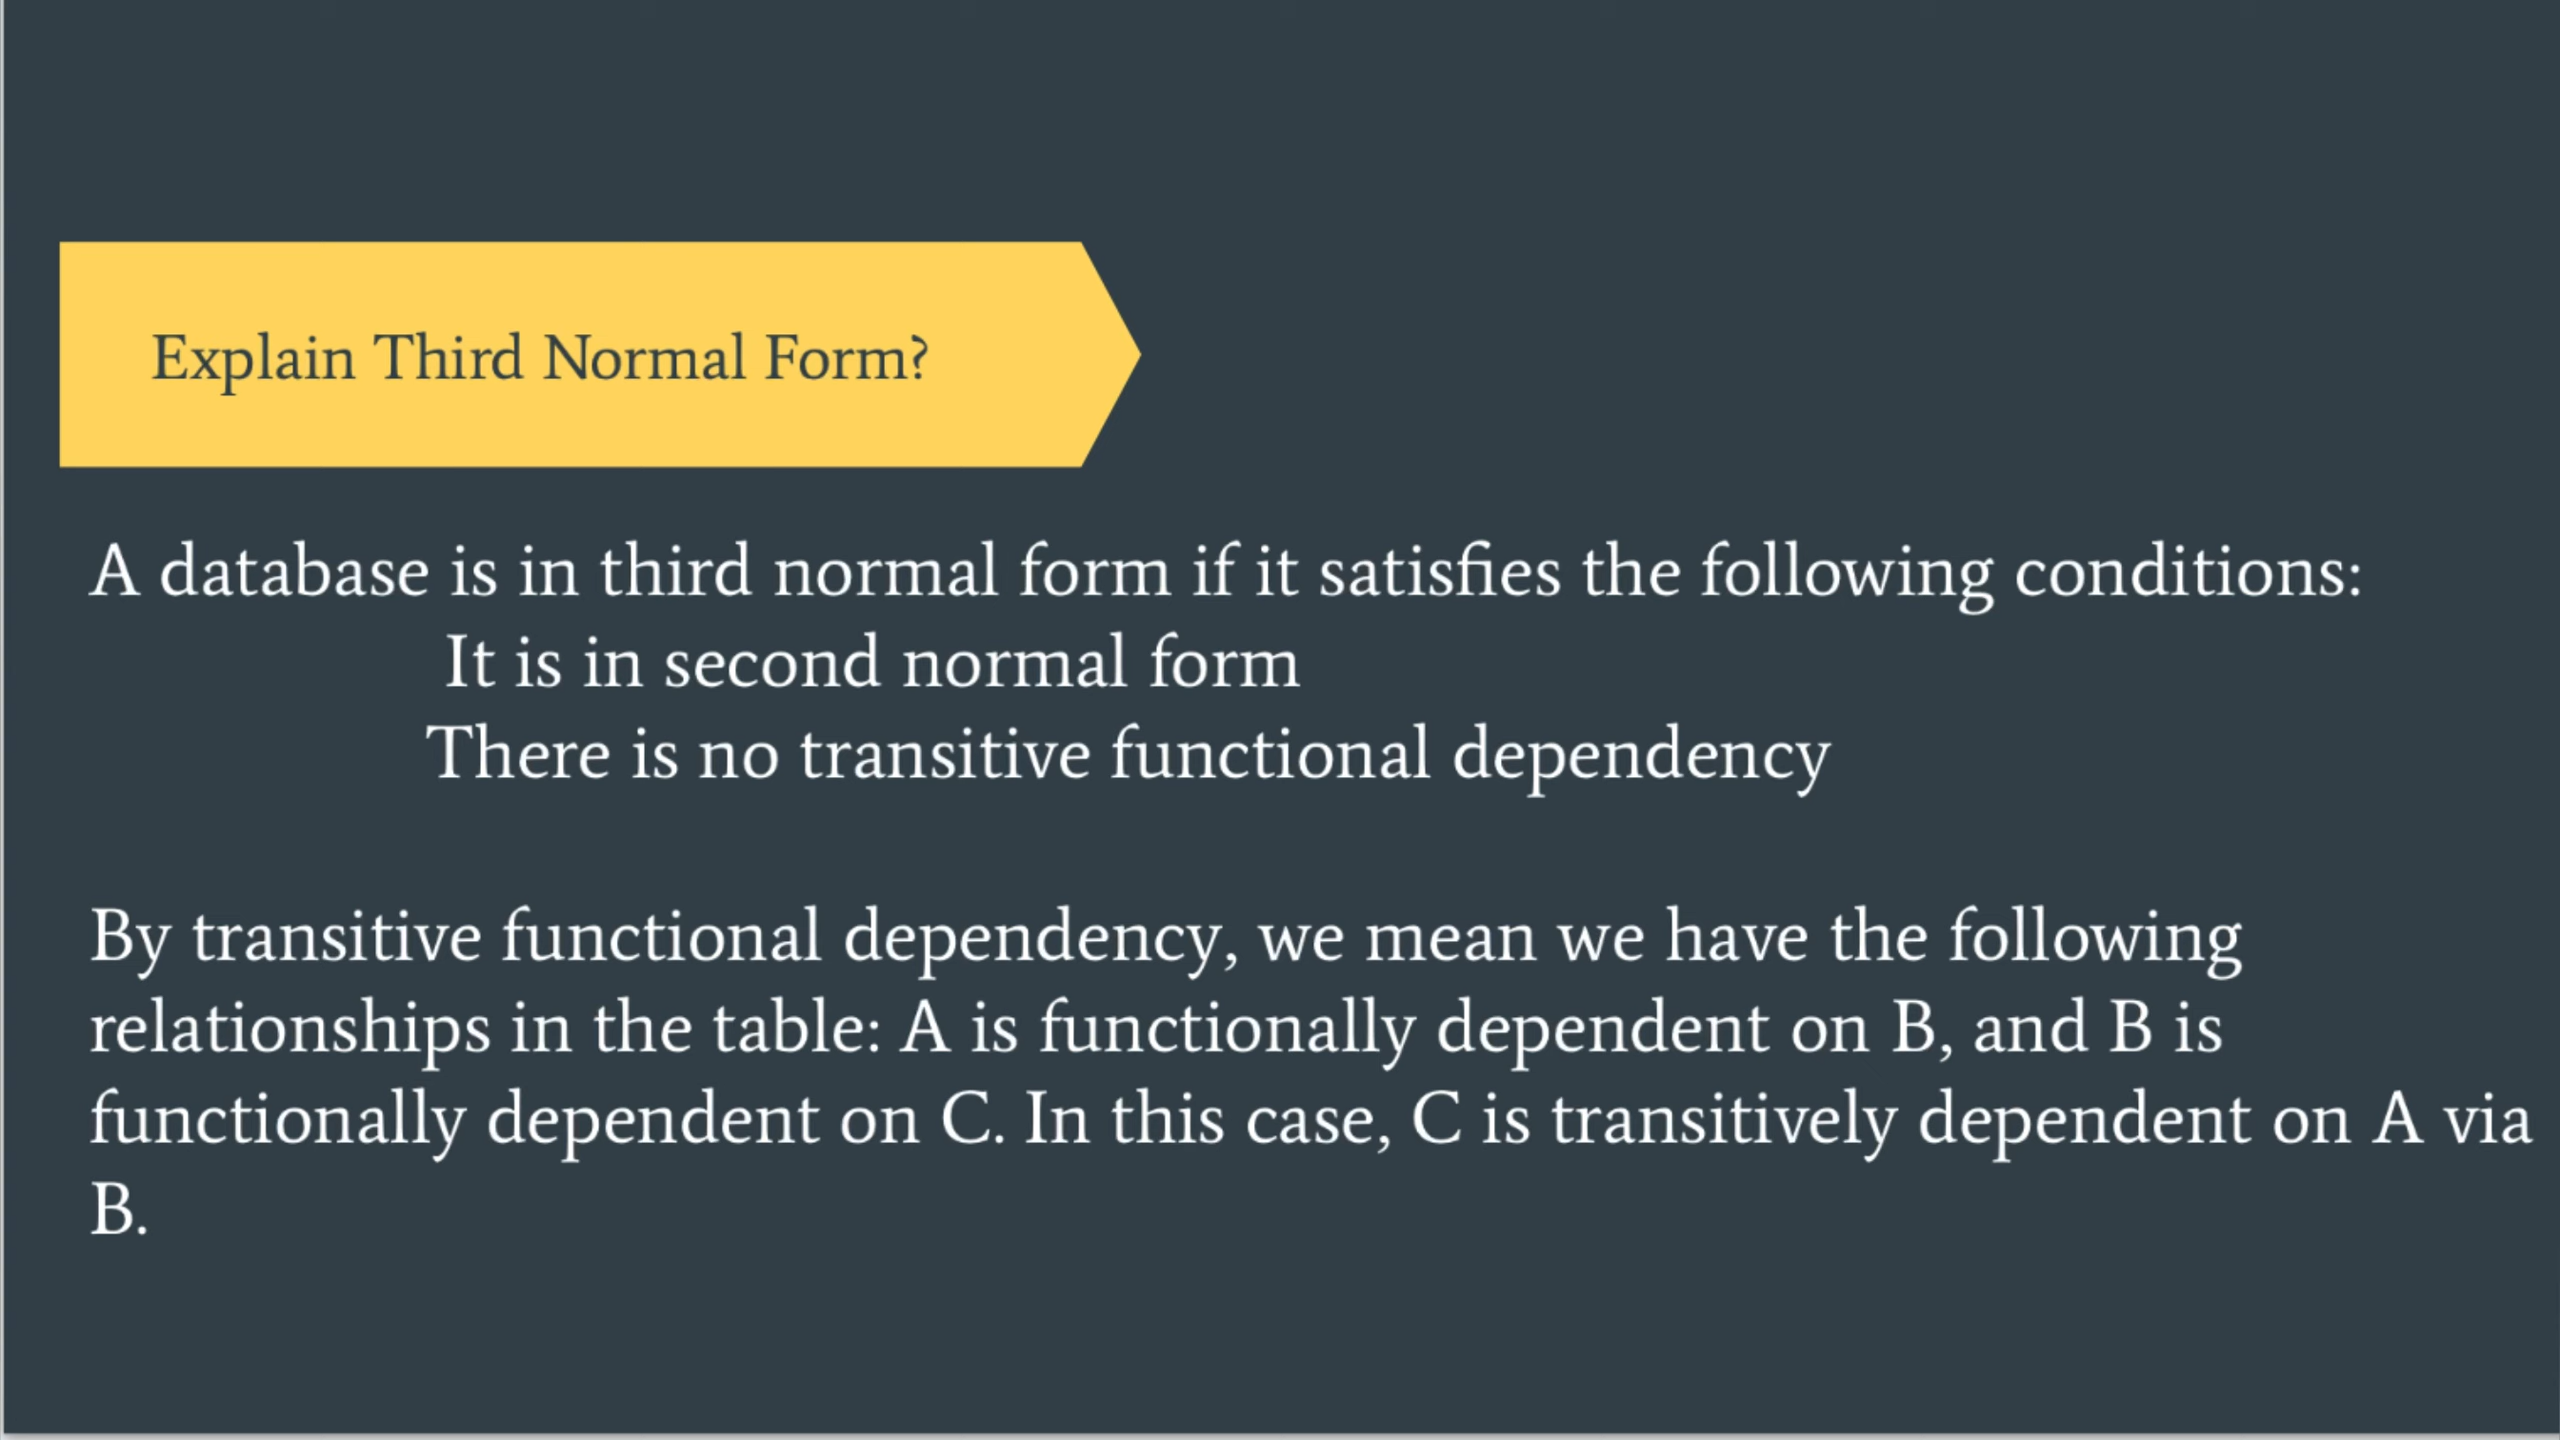 Explain Third Normal Form?
A database is in third normal form if it satisfies the following conditions:
It is in second normal form
There is no transitive functional dependency
By transitive functional dependency, we mean we have the following
relationships in the table: A is functionally dependent on B, and B is
functionally dependent on C. In this case, C is transitively dependent on A via
B.